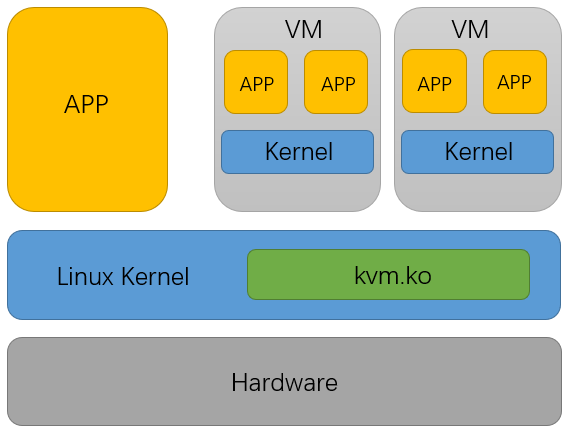 APP
VM
APP
APP
Kernel
VM
APP
APP
Kernel
Linux Kernel
kvm.ko
Hardware